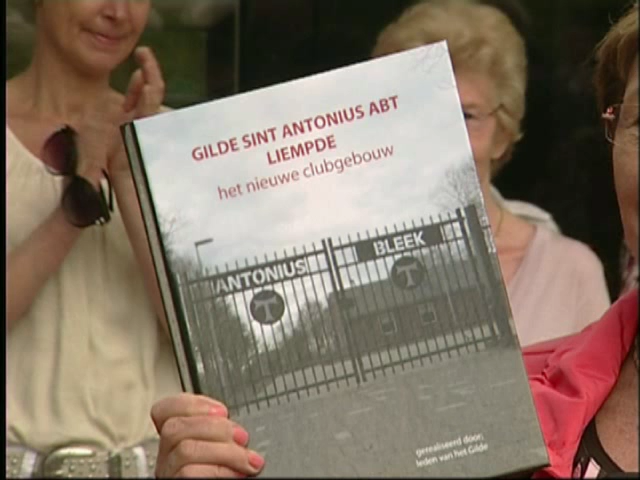 GILDE SINT ANTONIUS ABT
LIEMPDE
het nieuwe clubgebouw
ANTONIUS BLEEK
T T
gerealiseerd door:
leden van het Gilde